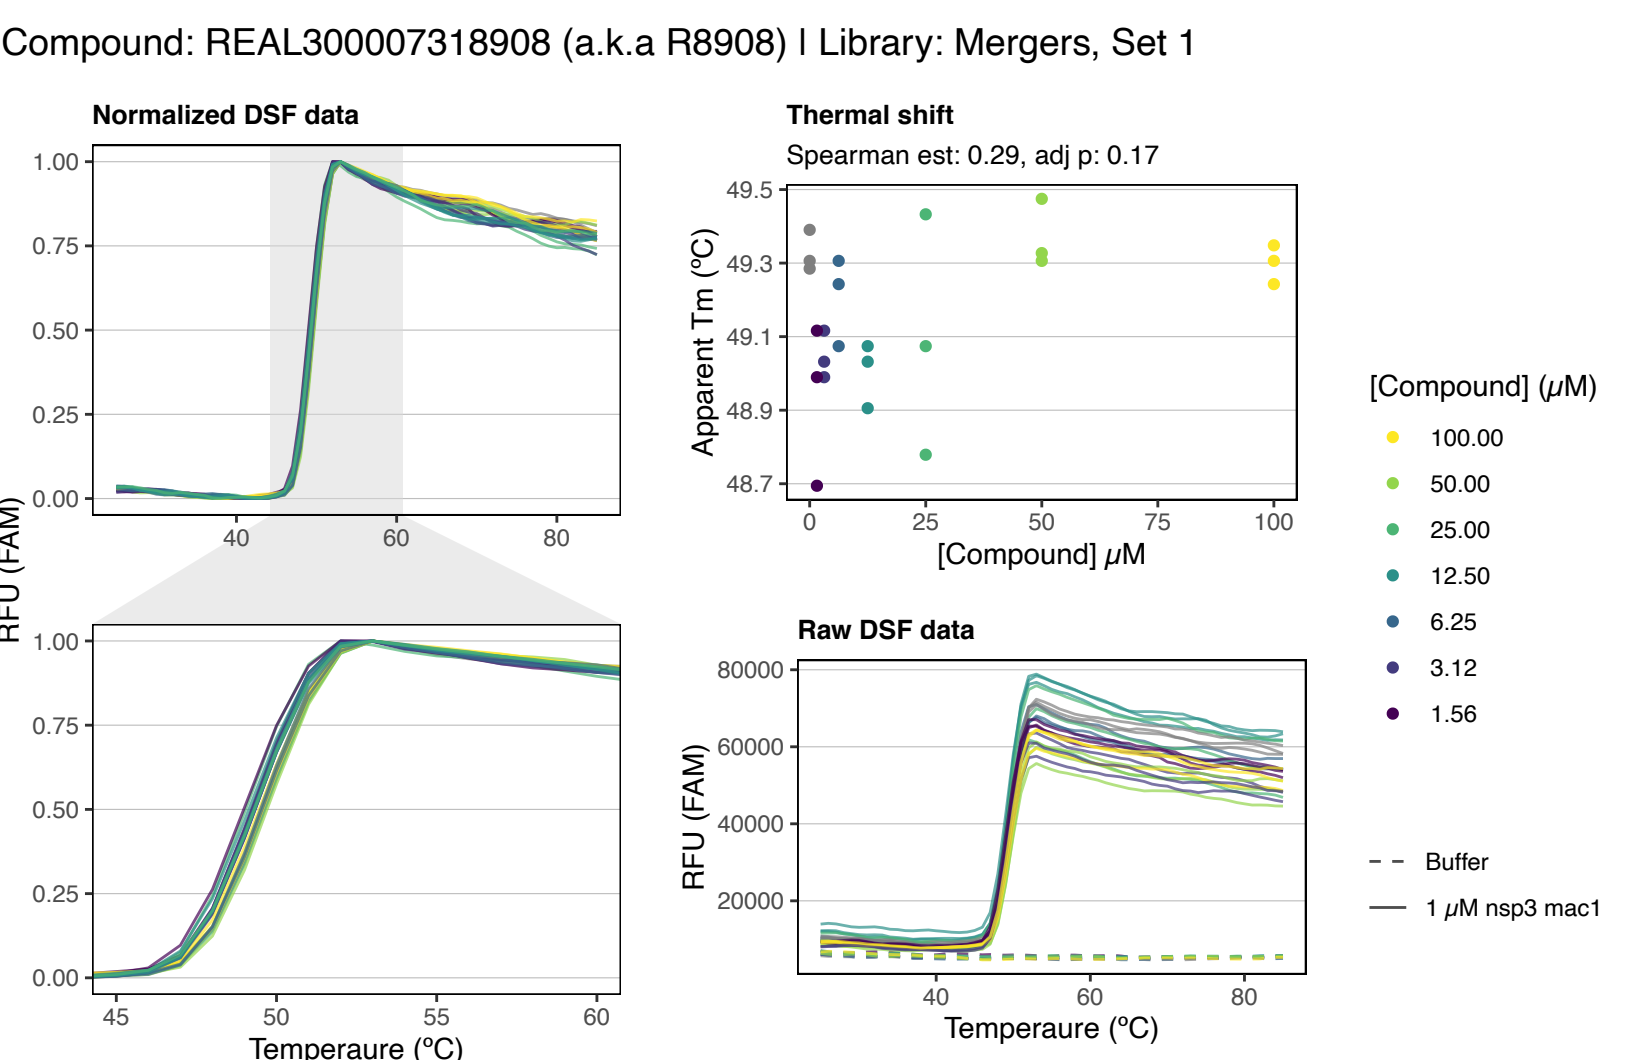 Compound: REAL300007318908 (a.k.a R8908) | Library: Mergers, Set 1
Normalized DSF data
1.00
0.75
0.50
0.25
0.00
40
60
80
RFU (FAM)
1.00
0.75
0.50
0.25
0.00
45
50
55
60
Temperaure (ºC)
Thermal shift
Spearman est: 0.29, adj p: 0.17
Apparent Tm (ºC)
49.5
49.3
49.1
48.9
48.7
0
25
50
75
100
[Compound] µM
Raw DSF data
RFU (FAM)
80000
60000
40000
20000
40
60
80
Temperaure (ºC)
[Compound] (µM)
100.00
50.00
25.00
12.50
6.25
3.12
1.56
Buffer
1 µM nsp3 mac1